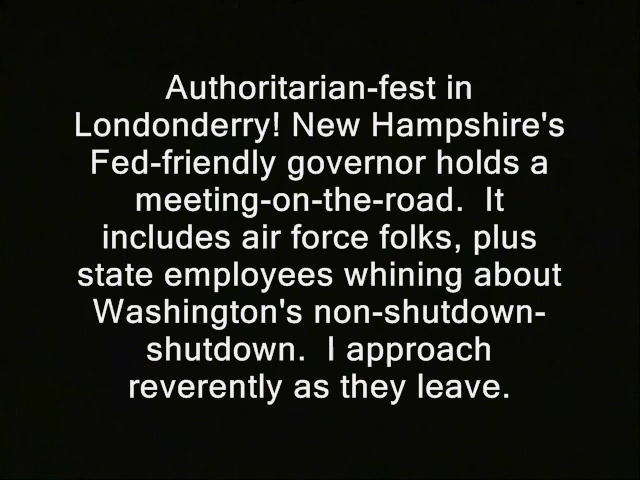 Authoritarian-fest in
Londonderry! New Hampshire's
Fed-friendly governor holds a
meeting-on-the-road.  It
includes air force folks, plus
state employees whining about
Washington's non-shutdown-
shutdown.  I approach
reverently as they leave.